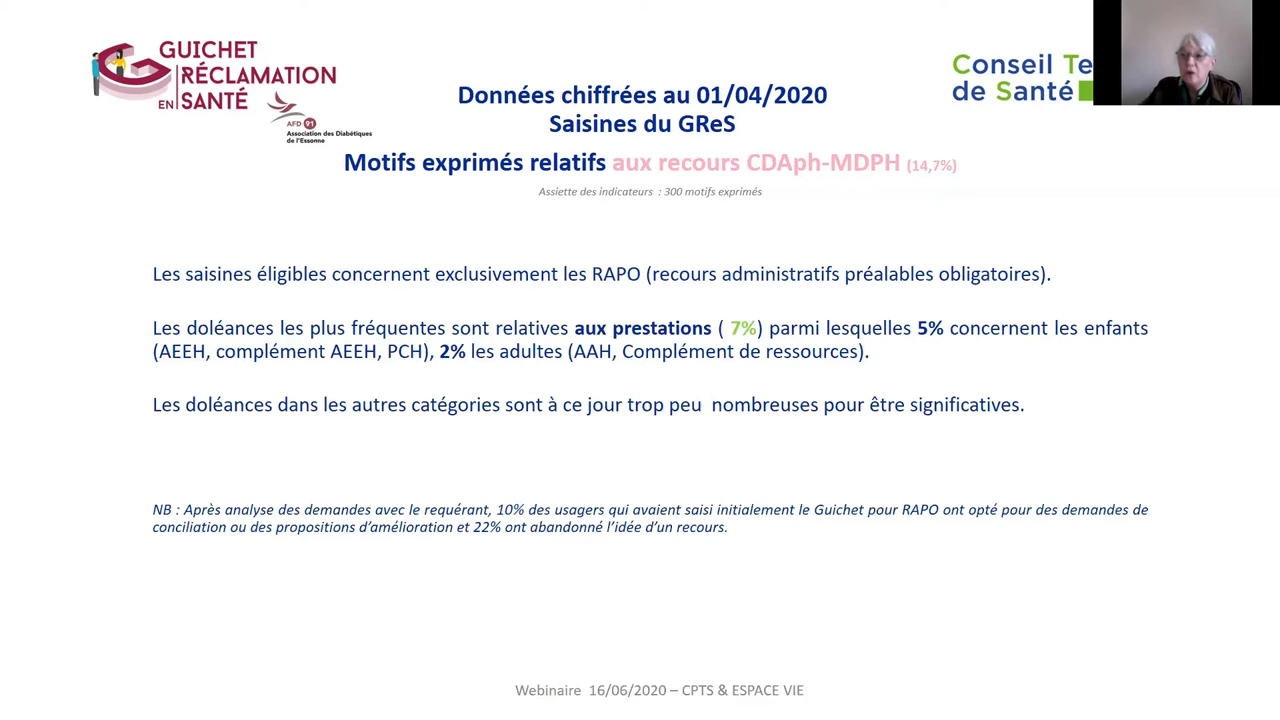 GUICHET
RÉCLAMATION
EN SANTÉ
AFD 91
Association des Diabétiques
de l'Essonne
Conseil Te
de Santé
Données chiffrées au 01/04/2020
Saisines du GReS
Motifs exprimés relatifs aux recours CDAph-MDPH (14,7%)
Assiette des indicateurs : 300 motifs exprimés
Les saisines éligibles concernent exclusivement les RAPO (recours administratifs préalables obligatoires).
Les doléances les plus fréquentes sont relatives aux prestations ( 7%) parmi lesquelles 5% concernent les enfants
(AEEH, complément AEEH, PCH), 2% les adultes (AAH, Complément de ressources).
Les doléances dans les autres catégories sont à ce jour trop peu nombreuses pour être significatives.
NB : Après analyse des demandes avec le requérant, 10% des usagers qui avaient saisi initialement le Guichet pour RAPO ont opté pour des demandes de
conciliation ou des propositions d'amélioration et 22% ont abandonné l'idée d'un recours.
Webinaire 16/06/2020 – CPTS & ESPACE VIE